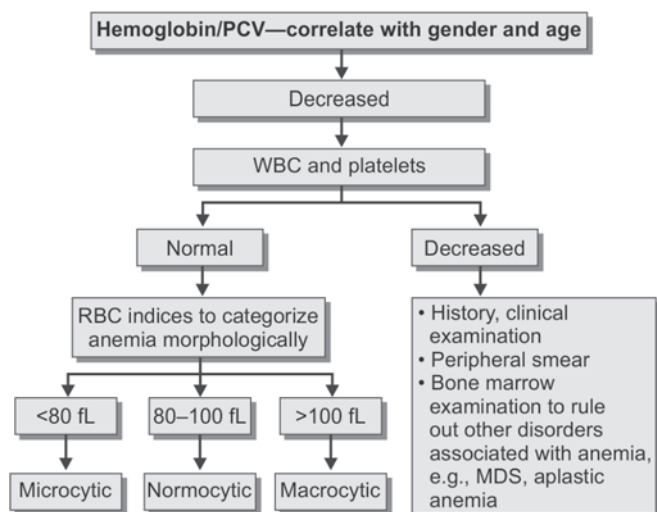 Hemoglobin/PCV—correlate with gender and age
Decreased
WBC and platelets
Normal
Decreased
RBC indices to categorize
anemia morphologically
<80 fL
80–100 fL
>100 fL
Microcytic
Normocytic
Macrocytic
• History, clinical
examination
• Peripheral smear
• Bone marrow
examination to rule
out other disorders
associated with anemia,
e.g., MDS, aplastic
anemia